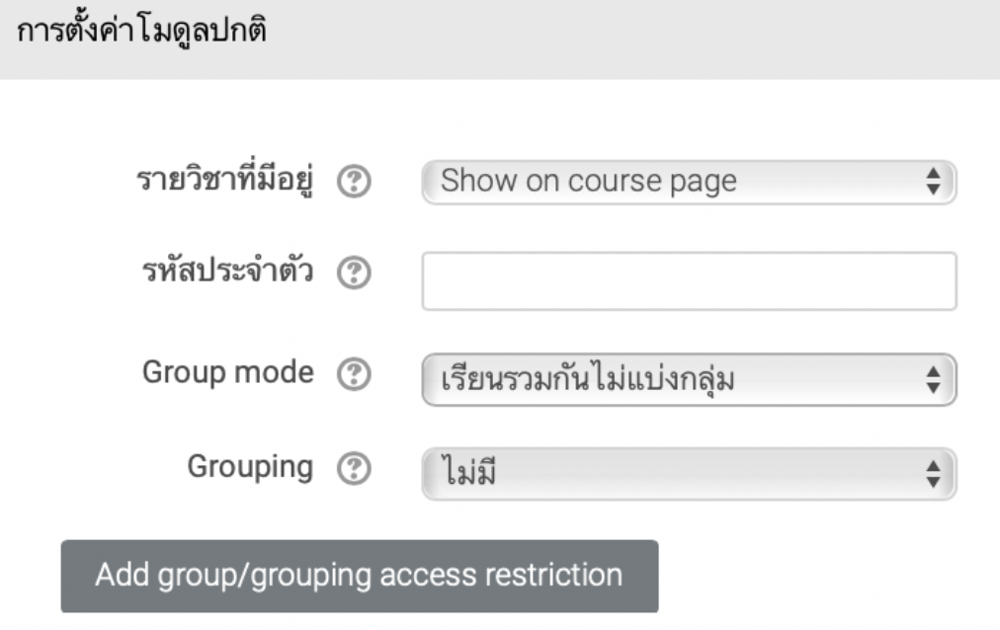 การตั้งค่าโมดูลปกติ
รายวิชาที่มีอยู่ Show on course page
รหัสประจำตัว
Group mode เรียนรวมกันไม่แบ่งกลุ่ม
Grouping ไม่มี
Add group/grouping access restriction